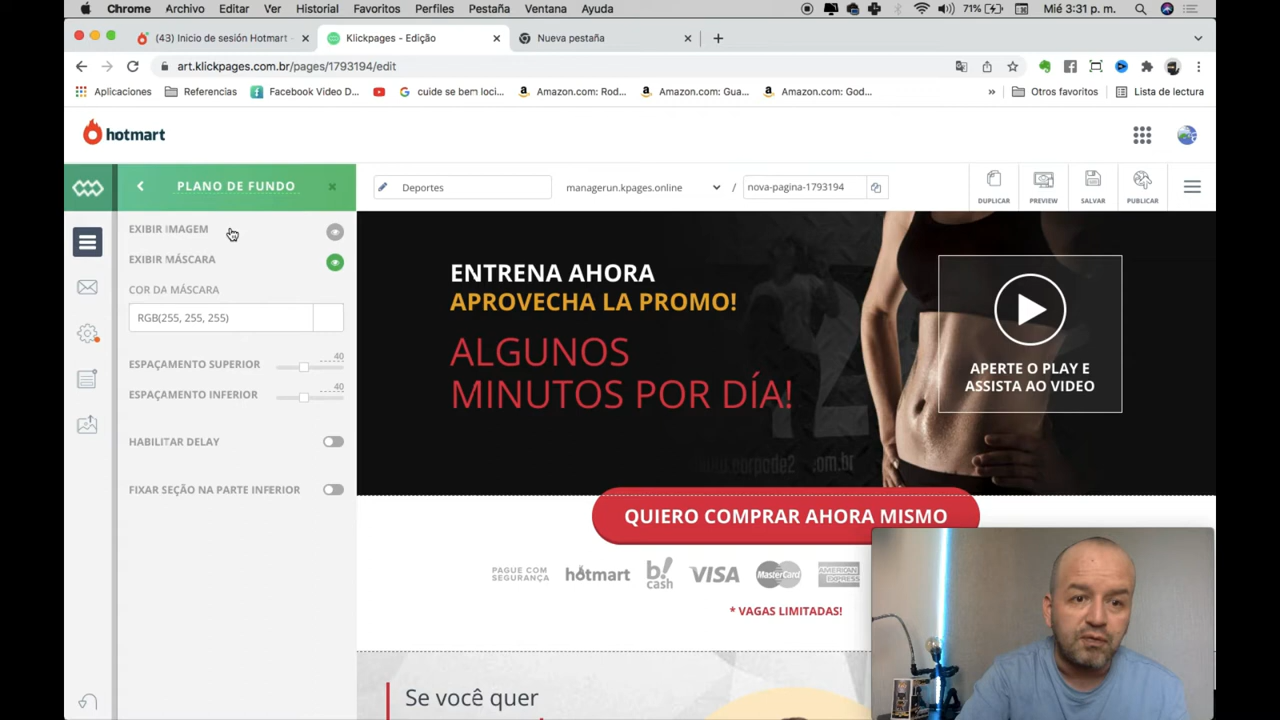 Chrome Archivo Editar Ver Historial Favoritos Perfiles Pestaña Ventana Ayuda 71% Mié 3:31 p. m.
(43) Inicio de sesión Hotmart Klickpages - Edição Nueva pestaña
art.klickpages.com.br/pages/1793194/edit
Aplicaciones Referencias Facebook Video D... cuide se bem loci... Amazon.com: Rod... Amazon.com: Gua... Amazon.com: God... » Otros favoritos Lista de lectura
hotmart
PLANO DE FUNDO
Deportes managerun.kpages.online / nova-pagina-1793194
DUPLICAR PREVIEW SALVAR PUBLICAR
EXIBIR IMAGEM
EXIBIR MÁSCARA
COR DA MÁSCARA
RGB(255, 255, 255)
ESPAÇAMENTO SUPERIOR 40
ESPAÇAMENTO INFERIOR 40
HABILITAR DELAY
FIXAR SEÇÃO NA PARTE INFERIOR
ENTRENA AHORA
APROVECHA LA PROMO!
ALGUNOS
MINUTOS POR DÍA!
APERTE O PLAY E
ASSISTA AO VIDEO
QUIERO COMPRAR AHORA MISMO
PAGUE COM
SEGURANÇA
hotmart
b!
cash
VISA
MasterCard
AMERICAN
EXPRESS
* VAGAS LIMITADAS!
Se você quer